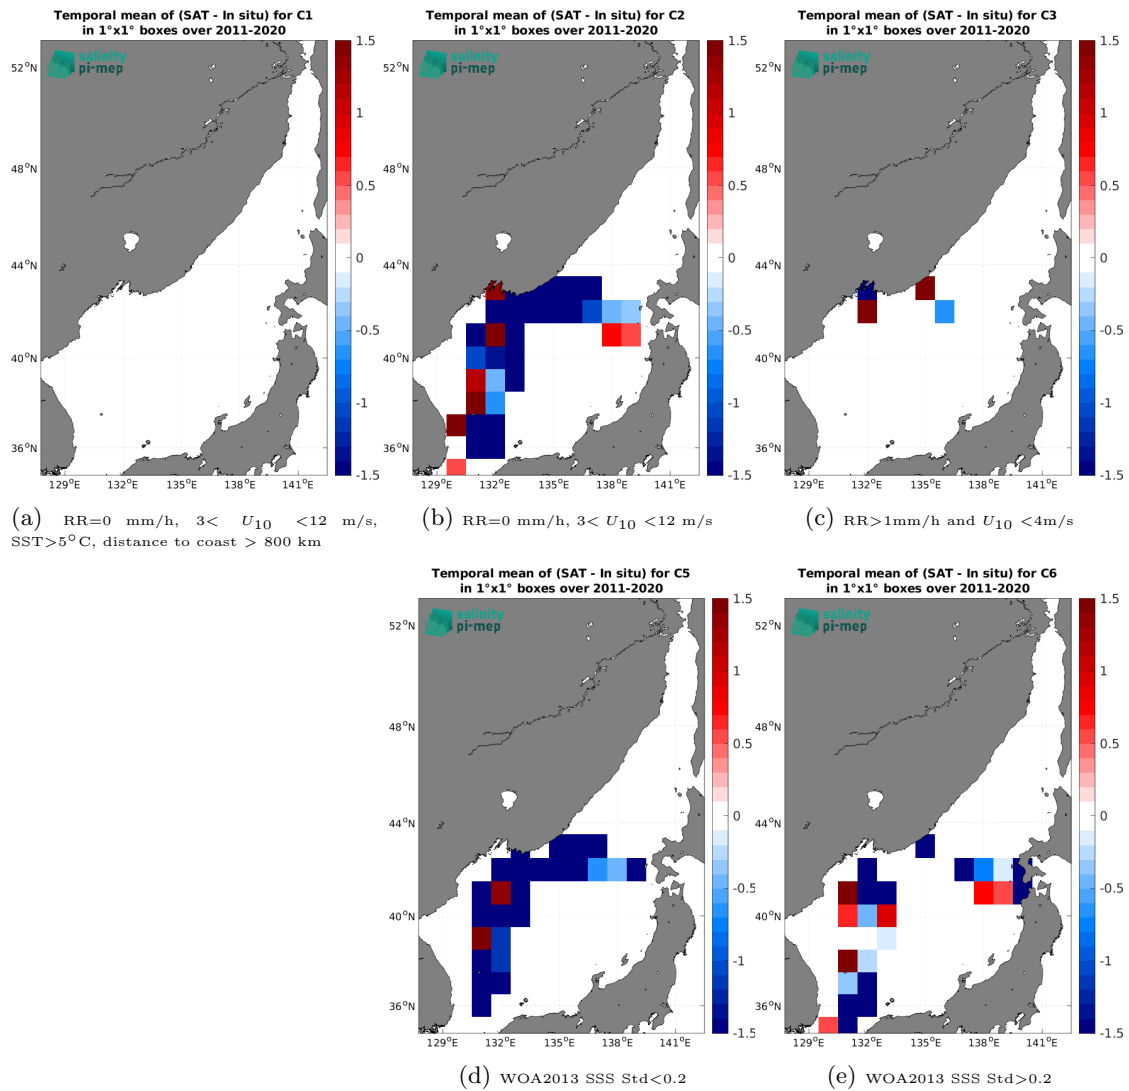 Temporal mean of (SAT - In situ) for C1
in 1°x1° boxes over 2011-2020
salinity
pi-mep
52°N
48°N
44°N
40°N
36°N
129°E 132°E 135°E 138°E 141°E
1.5
1
0.5
0
-0.5
-1
-1.5
(a) RR=0 mm/h, 3< U10 <12 m/s,
SST>5°C, distance to coast > 800 km
Temporal mean of (SAT - In situ) for C2
in 1°x1° boxes over 2011-2020
salinity
pi-mep
52°N
48°N
44°N
40°N
36°N
129°E 132°E 135°E 138°E 141°E
1.5
1
0.5
0
-0.5
-1
-1.5
(b) RR=0 mm/h, 3< U10 <12 m/s
Temporal mean of (SAT - In situ) for C3
in 1°x1° boxes over 2011-2020
salinity
pi-mep
52°N
48°N
44°N
40°N
36°N
129°E 132°E 135°E 138°E 141°E
1.5
1
0.5
0
-0.5
-1
-1.5
(c) RR>1mm/h and U10 <4m/s
Temporal mean of (SAT - In situ) for C5
in 1°x1° boxes over 2011-2020
salinity
pi-mep
52°N
48°N
44°N
40°N
36°N
129°E 132°E 135°E 138°E 141°E
1.5
1
0.5
0
-0.5
-1
-1.5
(d) WOA2013 SSS Std<0.2
Temporal mean of (SAT - In situ) for C6
in 1°x1° boxes over 2011-2020
salinity
pi-mep
52°N
48°N
44°N
40°N
36°N
129°E 132°E 135°E 138°E 141°E
1.5
1
0.5
0
-0.5
-1
-1.5
(e) WOA2013 SSS Std>0.2